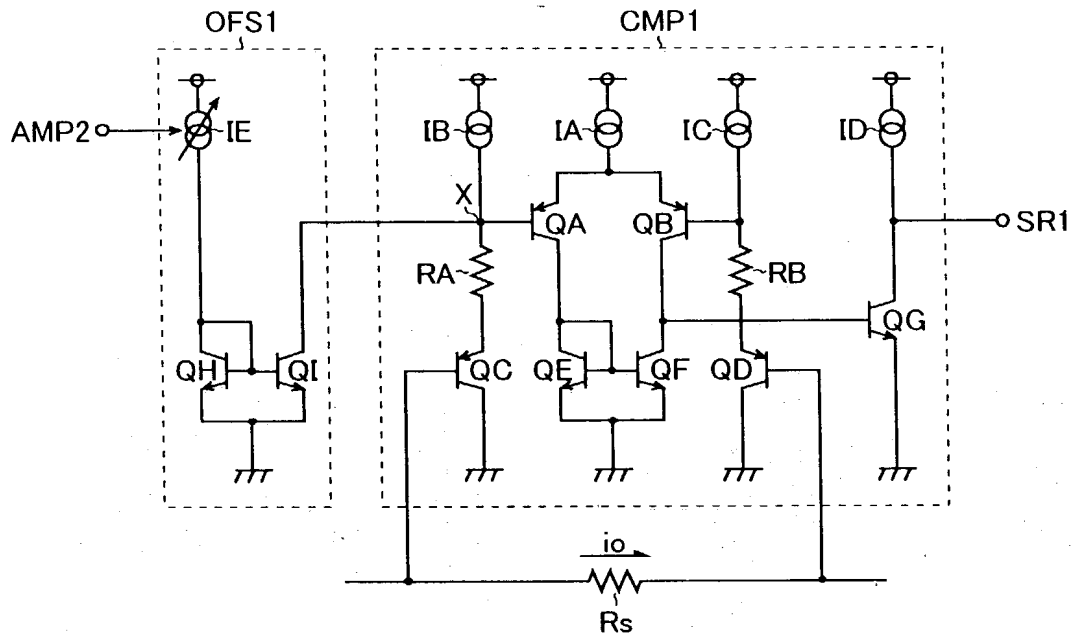 OFS1 CMP1
AMP2 IE IB IA IC ID
X QA QB SR1
RA RB
QG
QH QI QC QE QF QD
io
Rs